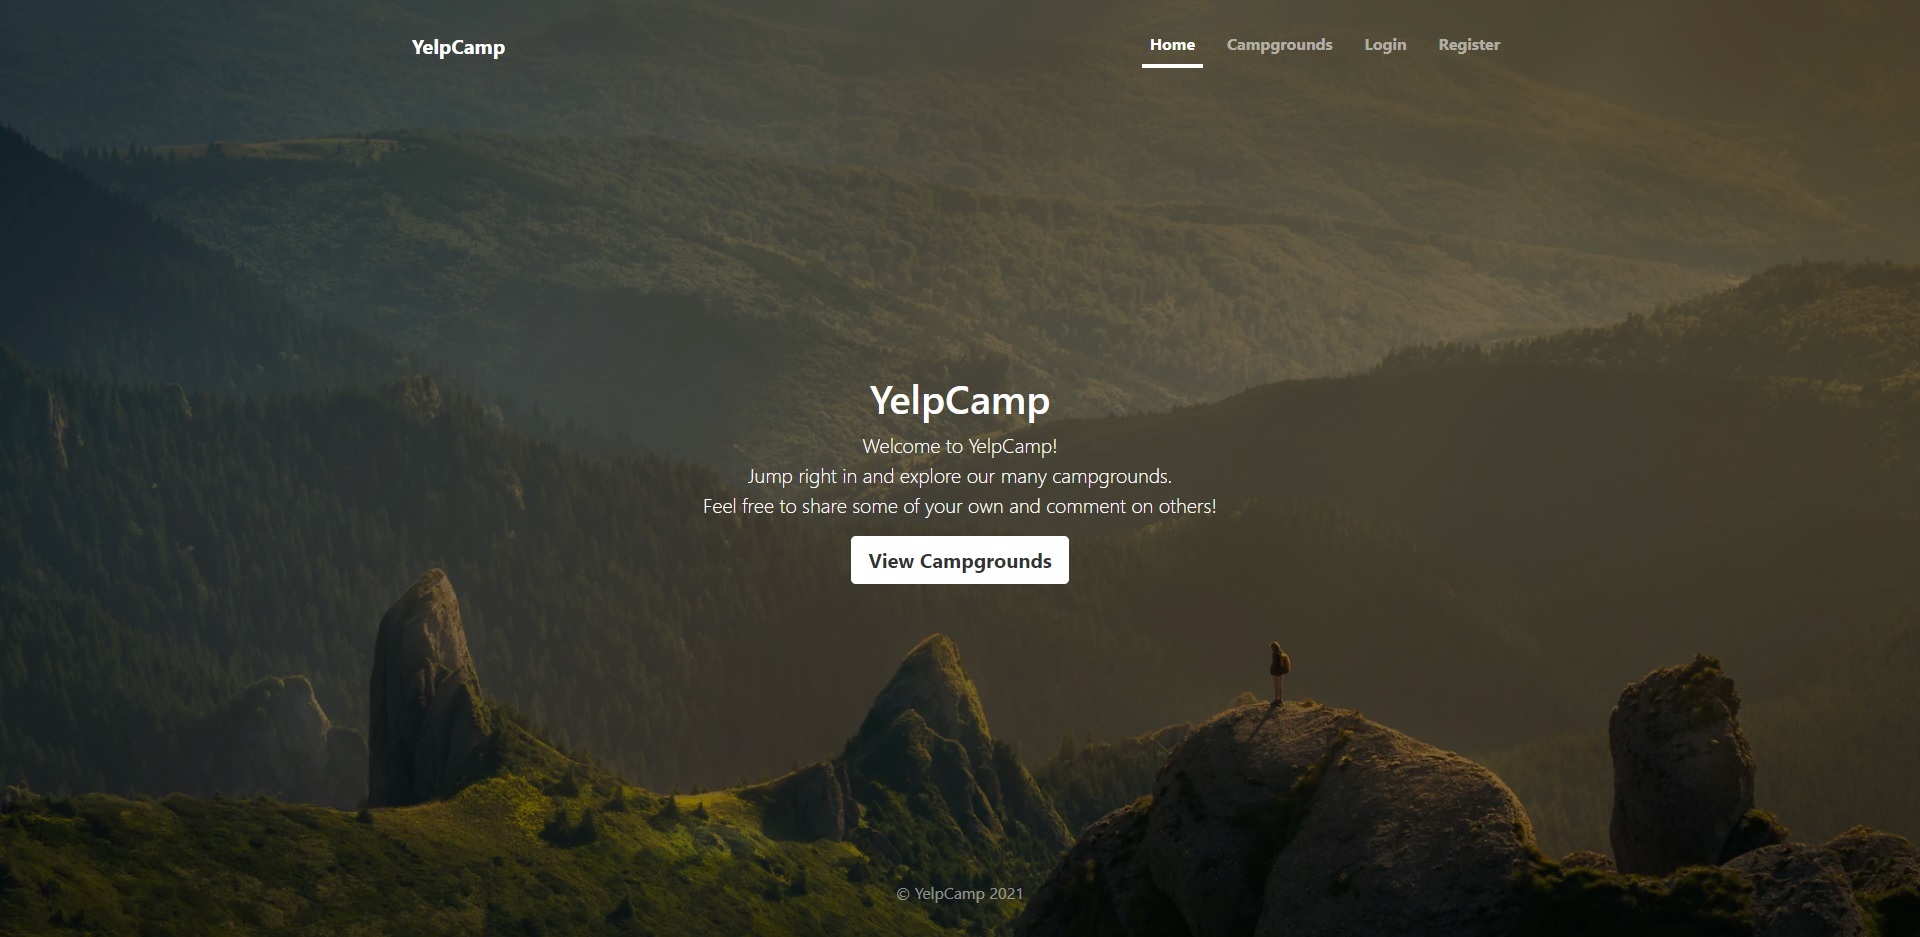 YelpCamp
Home Campgrounds Login Register
YelpCamp
Welcome to YelpCamp!
Jump right in and explore our many campgrounds.
Feel free to share some of your own and comment on others!
View Campgrounds
© YelpCamp 2021